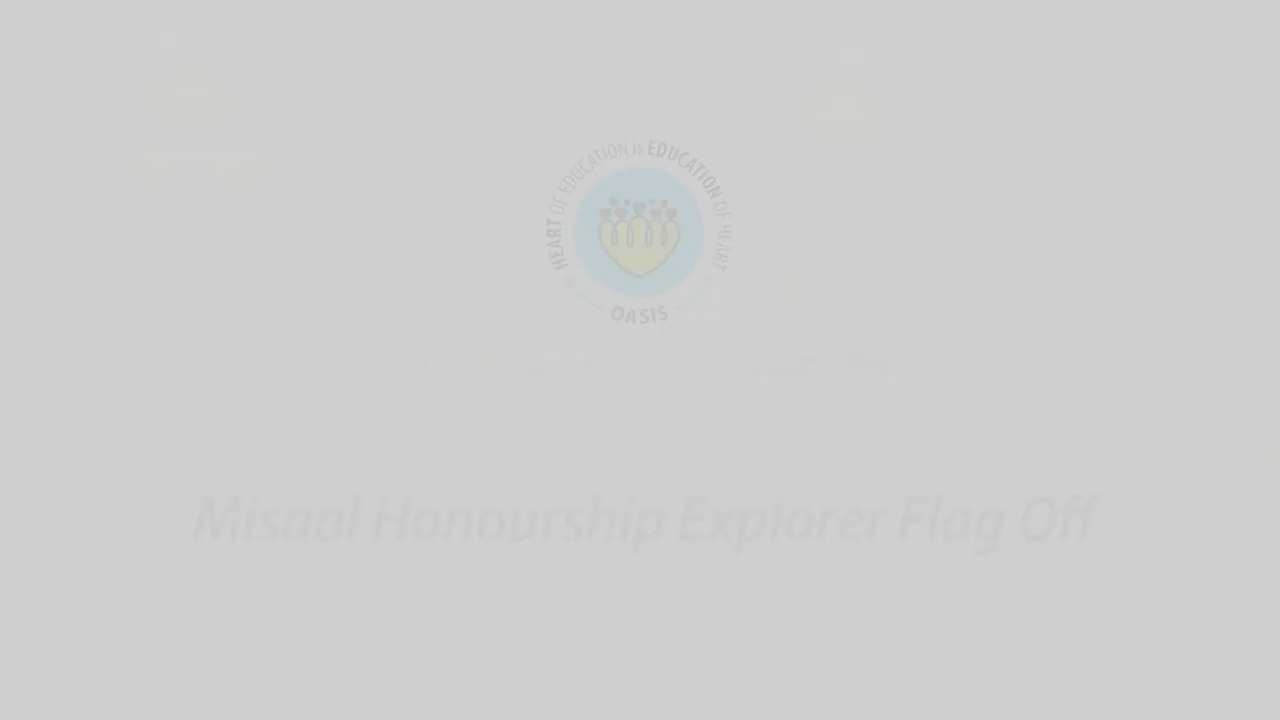 HEART OF EDUCATION is EDUCATION OF HEART
OASIS
Misaal Honourship Explorer Flag Off